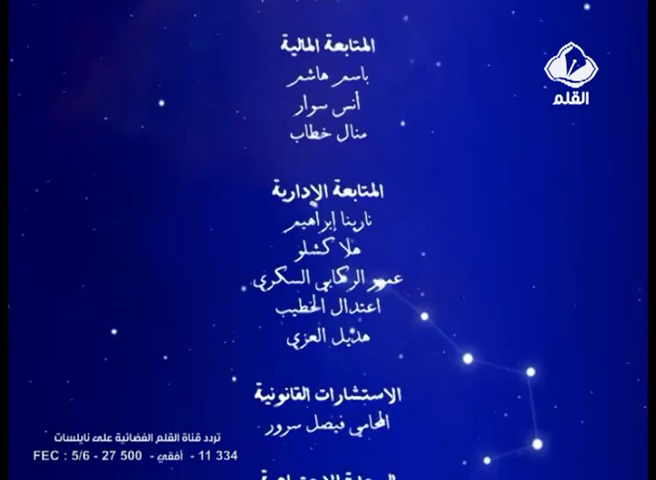 المتابعة المالية
باسم هاشم
أنس سوار
منال خطاب
القلم
المتابعة الإدارية
نارينا إبراهيم
هلا كشلو
الركابي السكري
اعتدال الخطيب
هديل العزي
الاستشارات القانونية
المحامي فيصل سرور
تردد قناة القلم الفضائية على نايلسات
11 334 - أفقي - 27 500 - FEC : 5/6